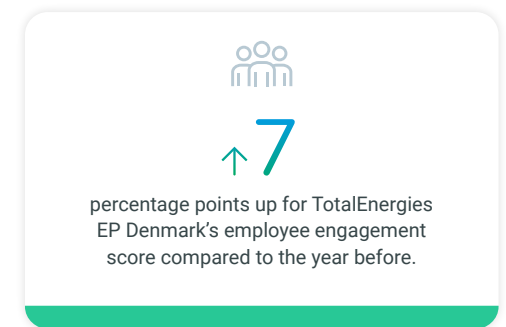 ↑7
percentage points up for TotalEnergies
EP Denmark’s employee engagement
score compared to the year before.